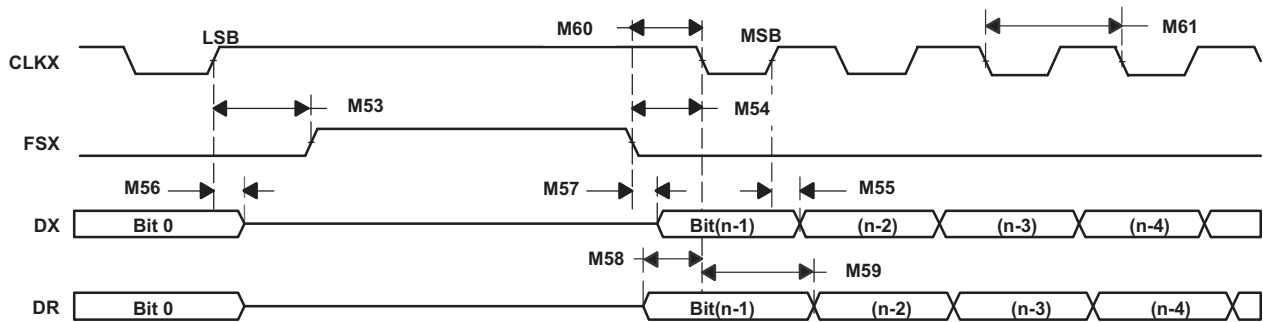 LSB M60 MSB M61
CLKX
M53 M54
FSX
M56 M57 M55
DX Bit 0 Bit(n-1) (n-2) (n-3) (n-4)
M58 M59
DR Bit 0 Bit(n-1) (n-2) (n-3) (n-4)